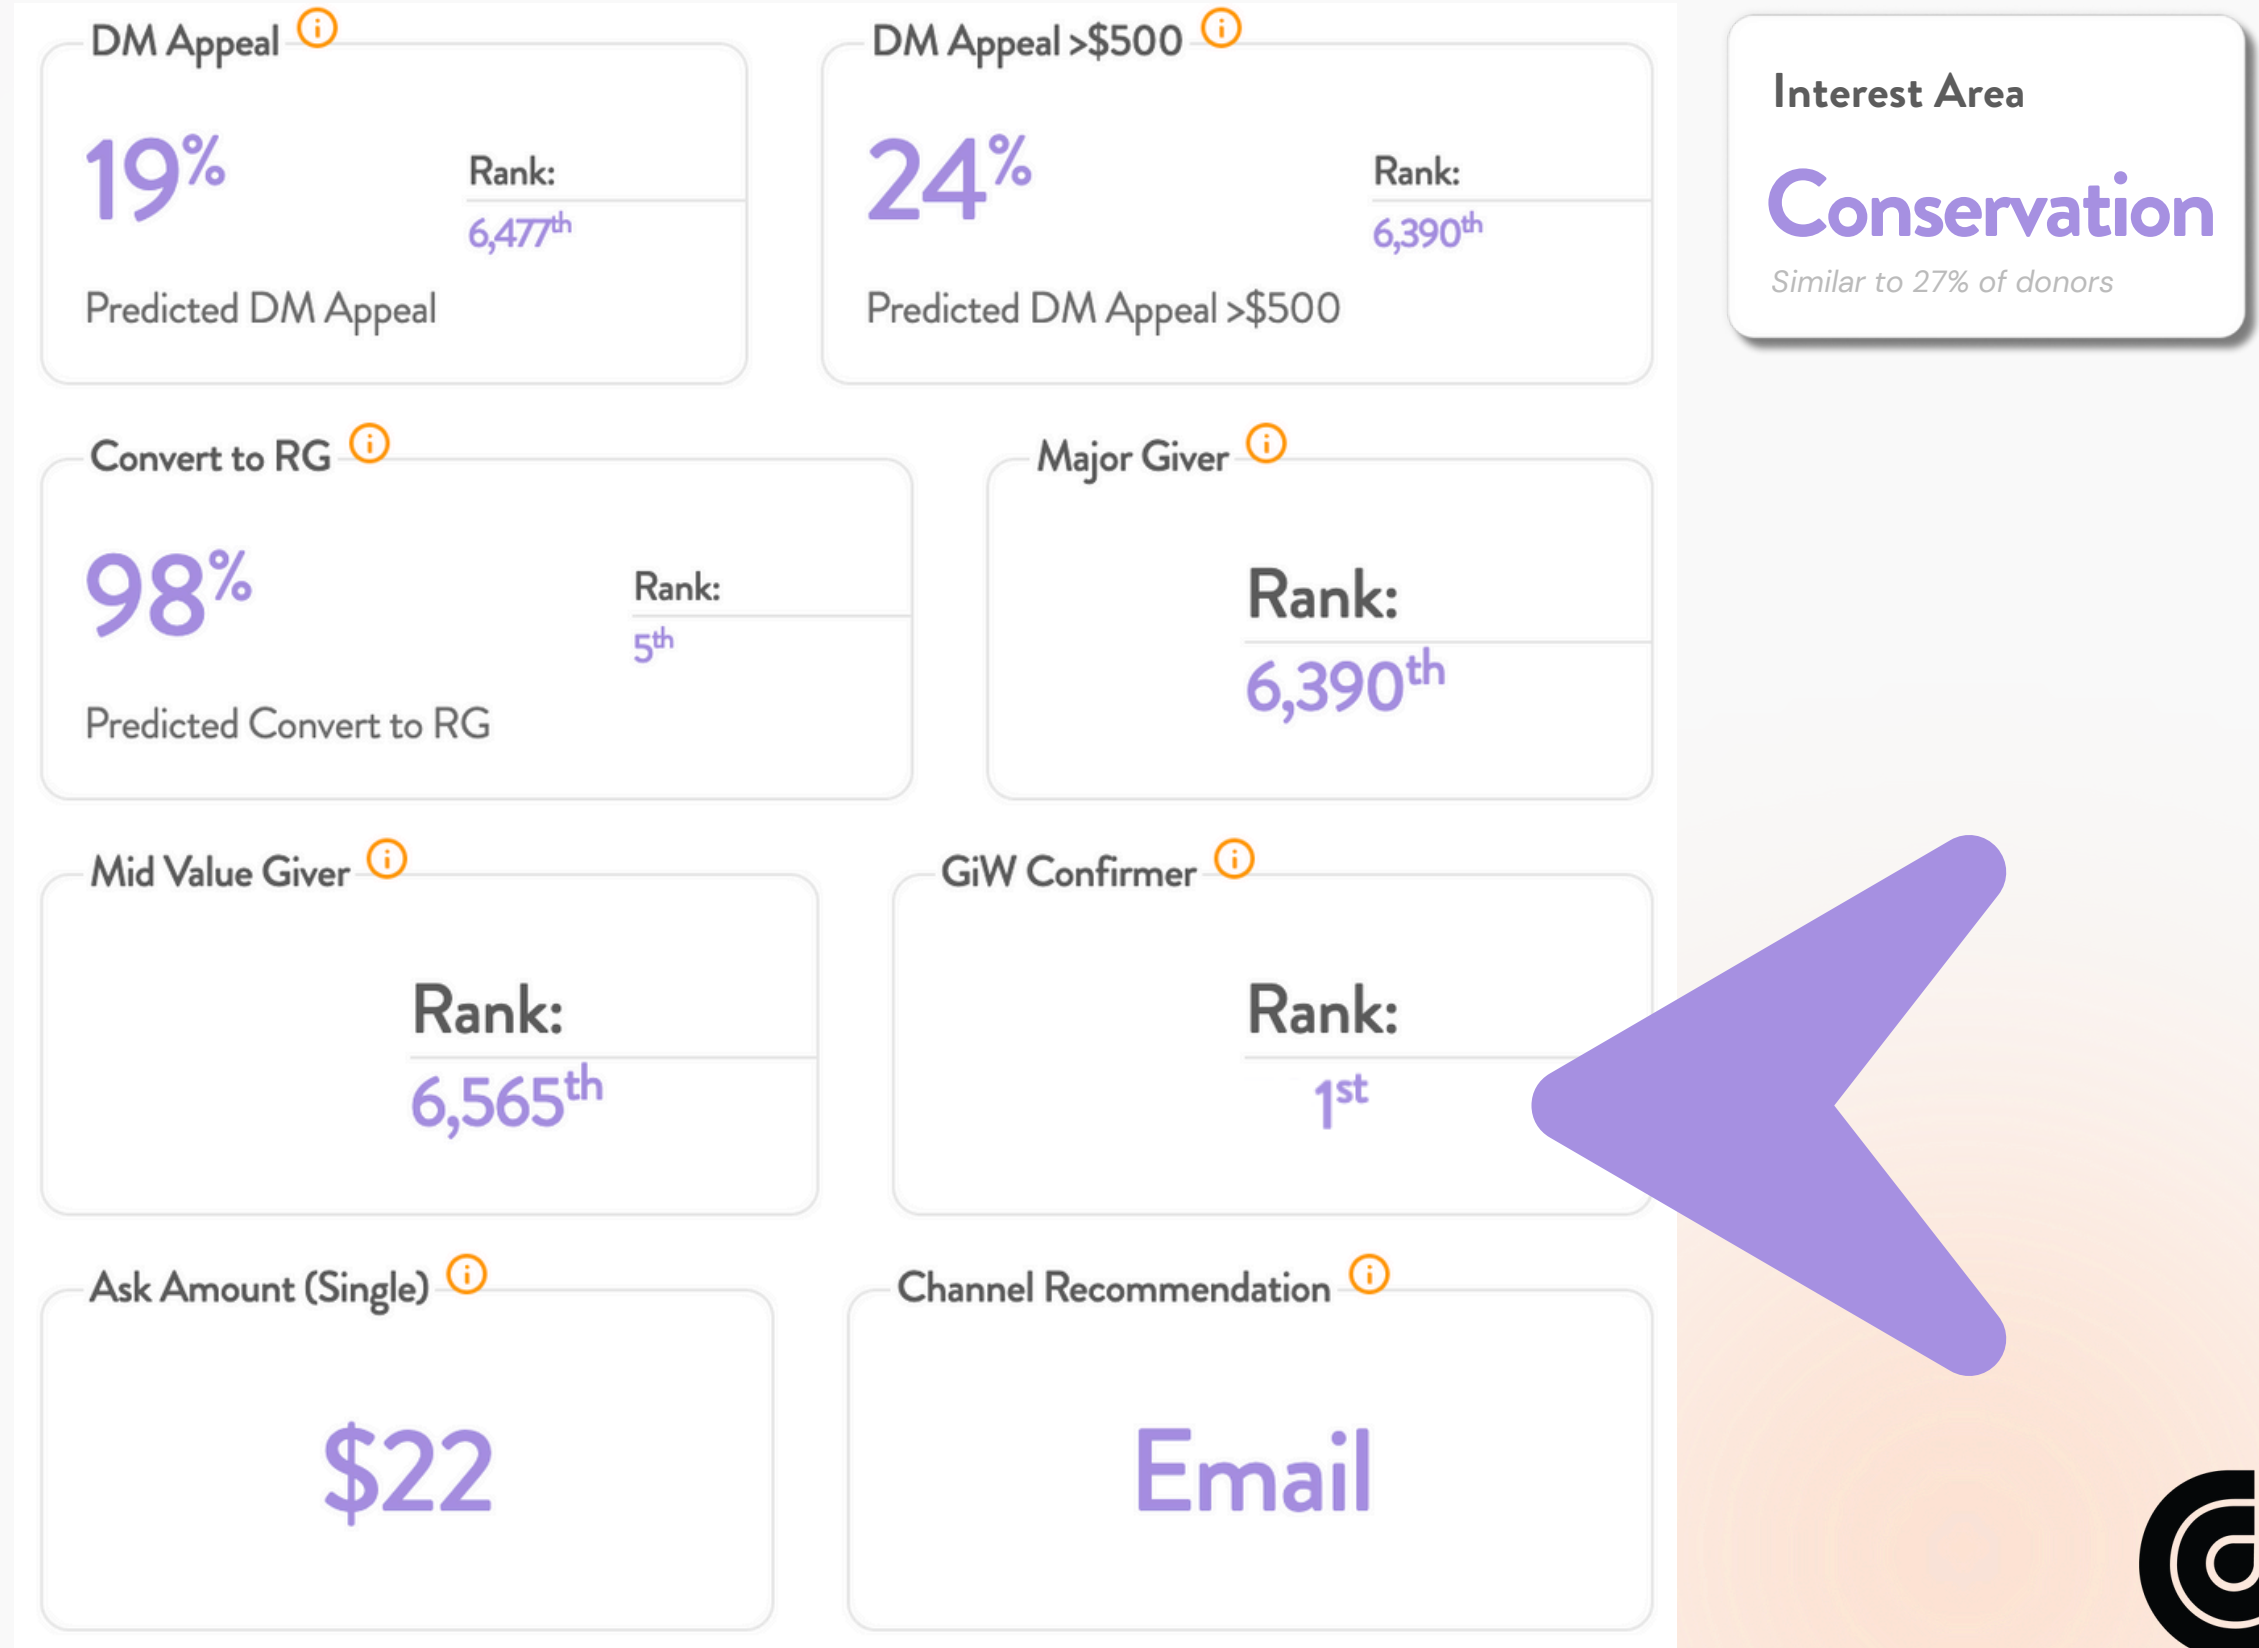 DM Appeal
19%
Rank:
6,477th
Predicted DM Appeal
DM Appeal >$500
24%
Rank:
6,390th
Predicted DM Appeal >$500
Interest Area
Conservation
Similar to 27% of donors
Convert to RG
98%
Rank:
5th
Predicted Convert to RG
Major Giver
Rank:
6,390th
Mid Value Giver
Rank:
6,565th
GiW Confirmer
Rank:
1st
Ask Amount (Single)
$22
Channel Recommendation
Email